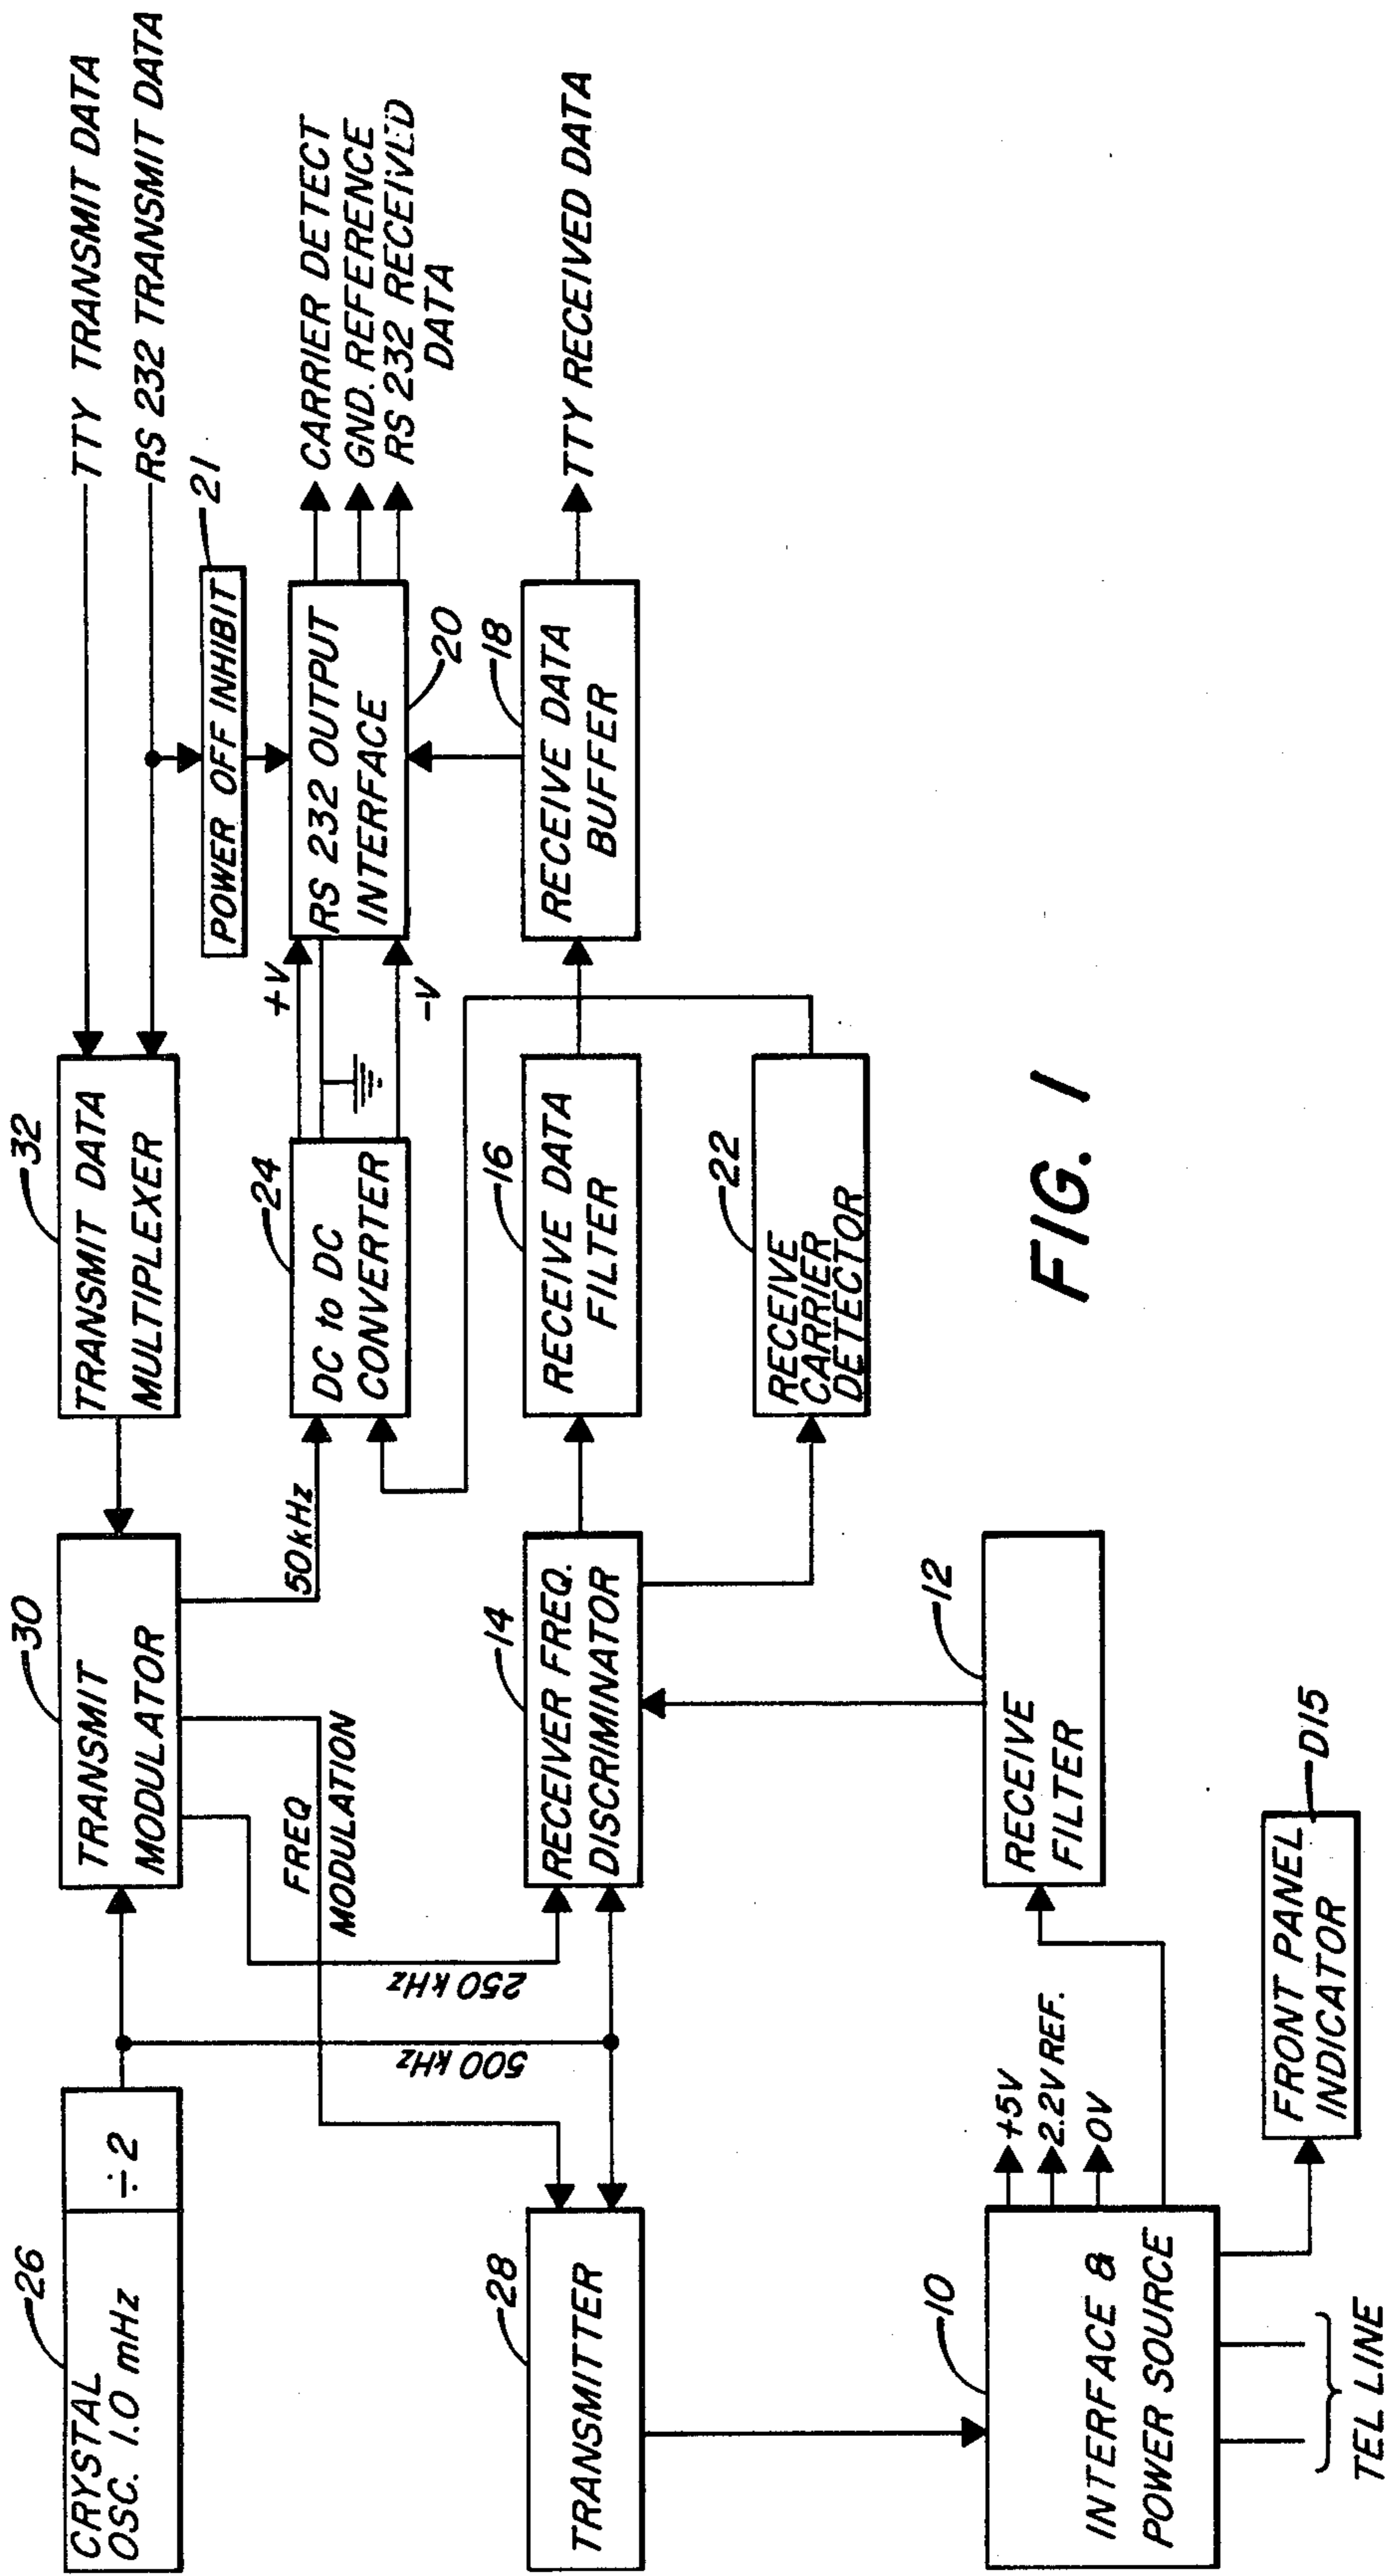 CRYSTAL
OSC. 1.0 mHz
÷2
26
TRANSMIT
MODULATOR
30
TRANSMIT DATA
MULTIPLEXER
32
TTY TRANSMIT DATA
RS 232 TRANSMIT DATA
POWER OFF INHIBIT
21
50kHz
DC to DC
CONVERTER
24
+V
-V
RS 232 OUTPUT
INTERFACE
20
CARRIER DETECT
GND. REFERENCE
RS 232 RECEIVED
DATA
FREQ
MODULATION
250 kHz
500 kHz
TRANSMITTER
28
RECEIVER FREQ.
DISCRIMINATOR
14
RECEIVE DATA
FILTER
16
RECEIVE DATA
BUFFER
18
TTY RECEIVED DATA
RECEIVE
CARRIER
DETECTOR
22
INTERFACE &
POWER SOURCE
10
+5V
2.2V REF.
0V
RECEIVE
FILTER
12
FRONT PANEL
INDICATOR
D15
TEL LINE
FIG. 1